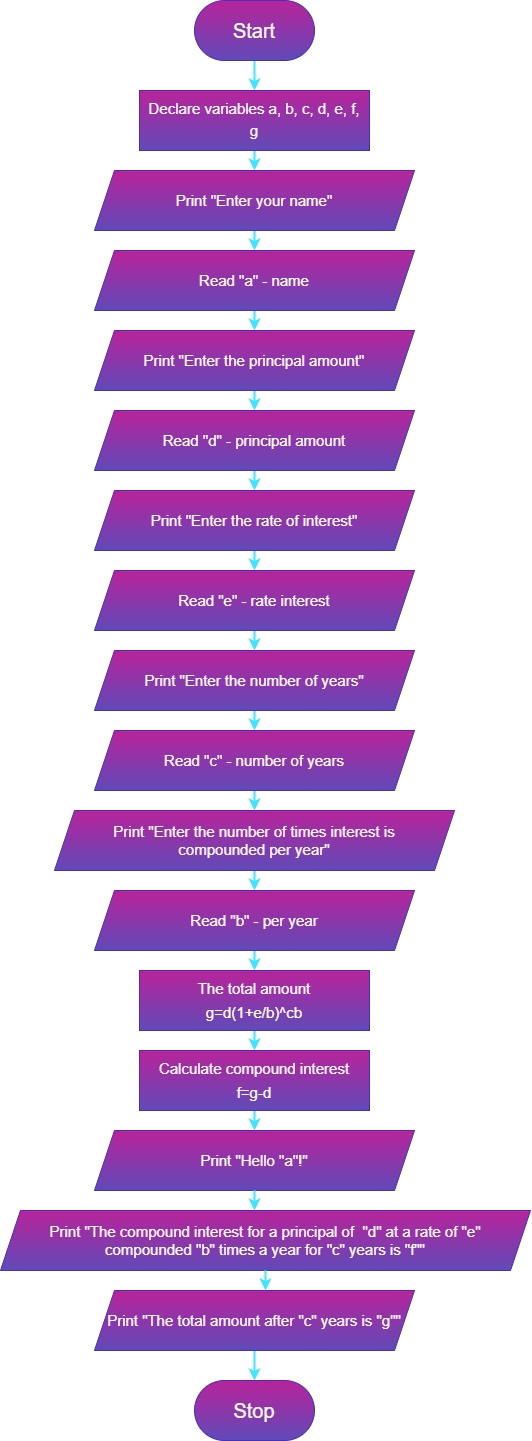 Start
Declare variables a, b, c, d, e, f,
g
Print "Enter your name"
Read "a" - name
Print "Enter the principal amount"
Read "d" - principal amount
Print "Enter the rate of interest"
Read "e" - rate interest
Print "Enter the number of years"
Read "c" - number of years
Print "Enter the number of times interest is
compounded per year"
Read "b" - per year
The total amount
g=d(1+e/b)^cb
Calculate compound interest
f=g-d
Print "Hello "a"!"
Print "The compound interest for a principal of  "d" at a rate of "e"
compounded "b" times a year for "c" years is "f""
Print "The total amount after "c" years is "g""
Stop